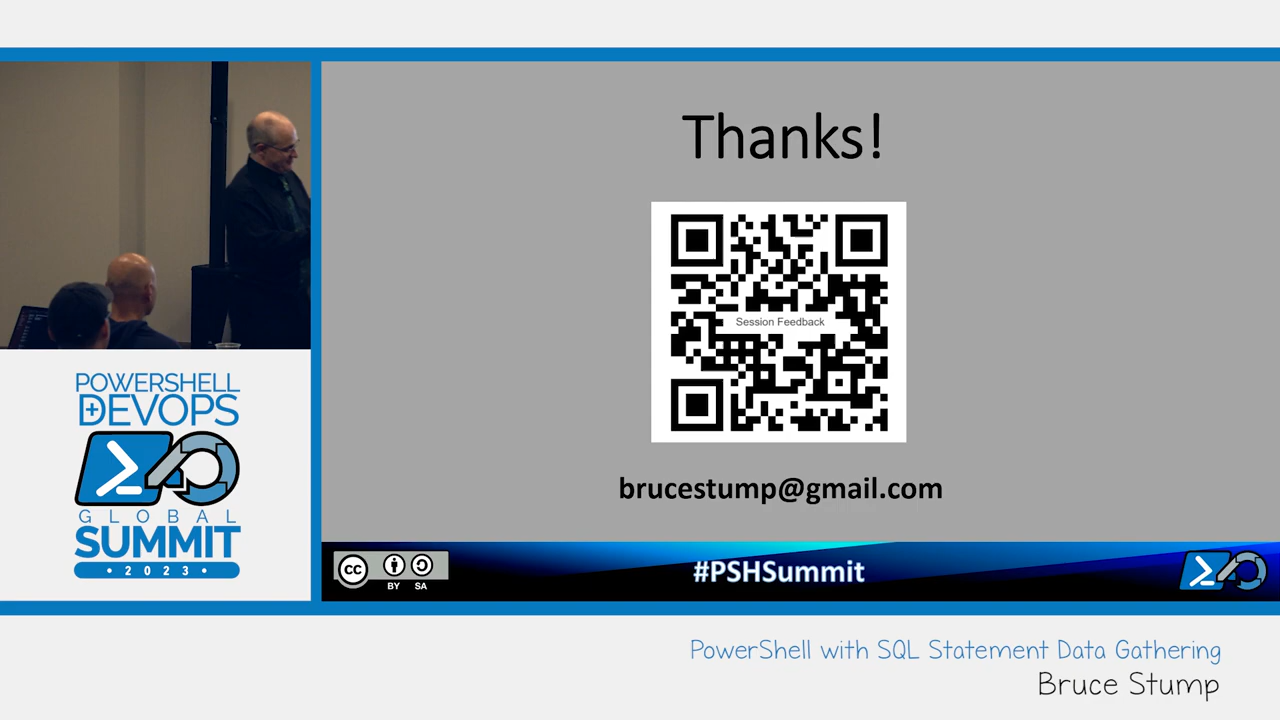 Thanks!
Session Feedback
brucestump@gmail.com
POWERSHELL
+DEVOPS
GLOBAL
SUMMIT
•2023•
cc
BY SA
#PSHSummit
PowerShell with SQL Statement Data Gathering
Bruce Stump